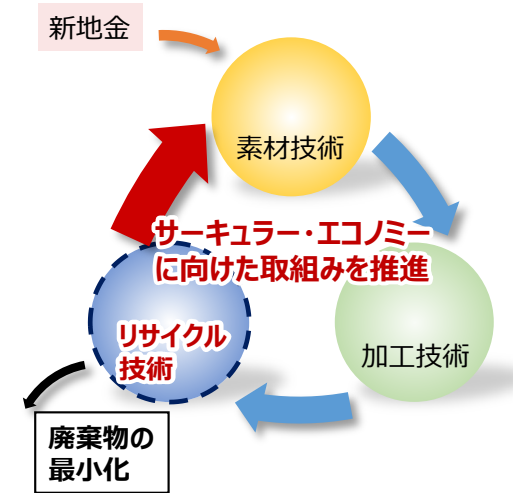 新地金
素材技術
サーキュラー・エコノミー
に向けた取組みを推進
リサイクル
技術
加工技術
廃棄物の
最小化